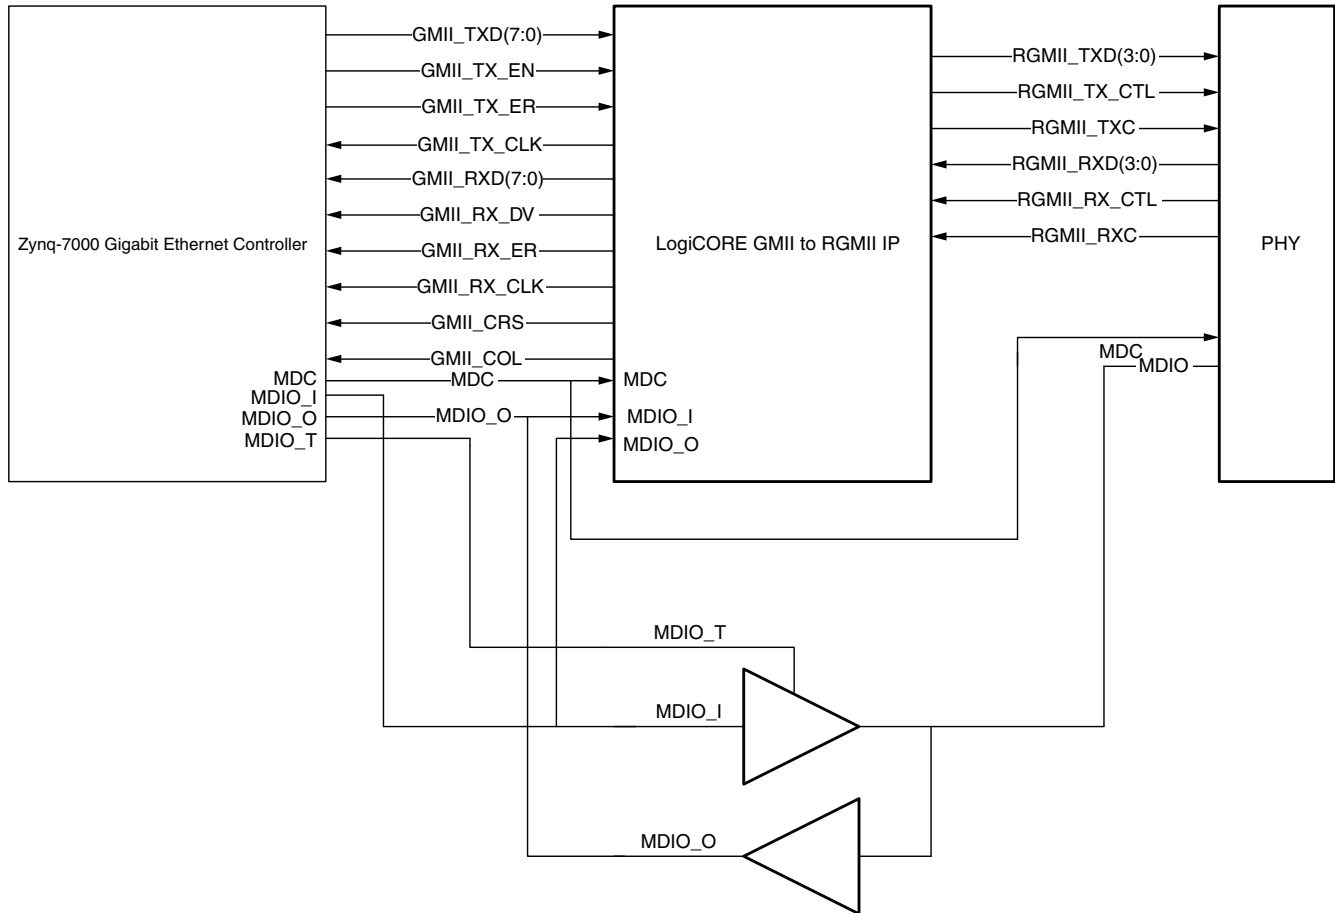 GMII_TXD(7:0)
GMII_TX_EN
GMII_TX_ER
GMII_TX_CLK
GMII_RXD(7:0)
GMII_RX_DV
GMII_RX_ER
GMII_RX_CLK
GMII_CRS
GMII_COL
Zynq-7000 Gigabit Ethernet Controller
LogiCORE GMII to RGMII IP
RGMII_TXD(3:0)
RGMII_TX_CTL
RGMII_TXC
RGMII_RXD(3:0)
RGMII_RX_CTL
RGMII_RXC
PHY
MDC
MDIO
MDC
MDIO_I
MDIO_O
MDIO_T
MDC
MDIO_O
MDC
MDIO_I
MDIO_O
MDIO_T
MDIO_I
MDIO_O